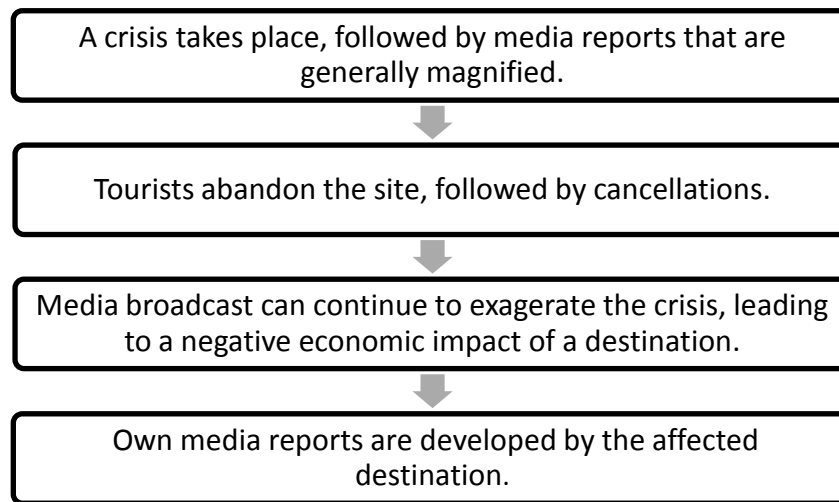 A crisis takes place, followed by media reports that are
generally magnified.
Tourists abandon the site, followed by cancellations.
Media broadcast can continue to exagerate the crisis, leading
to a negative economic impact of a destination.
Own media reports are developed by the affected
destination.